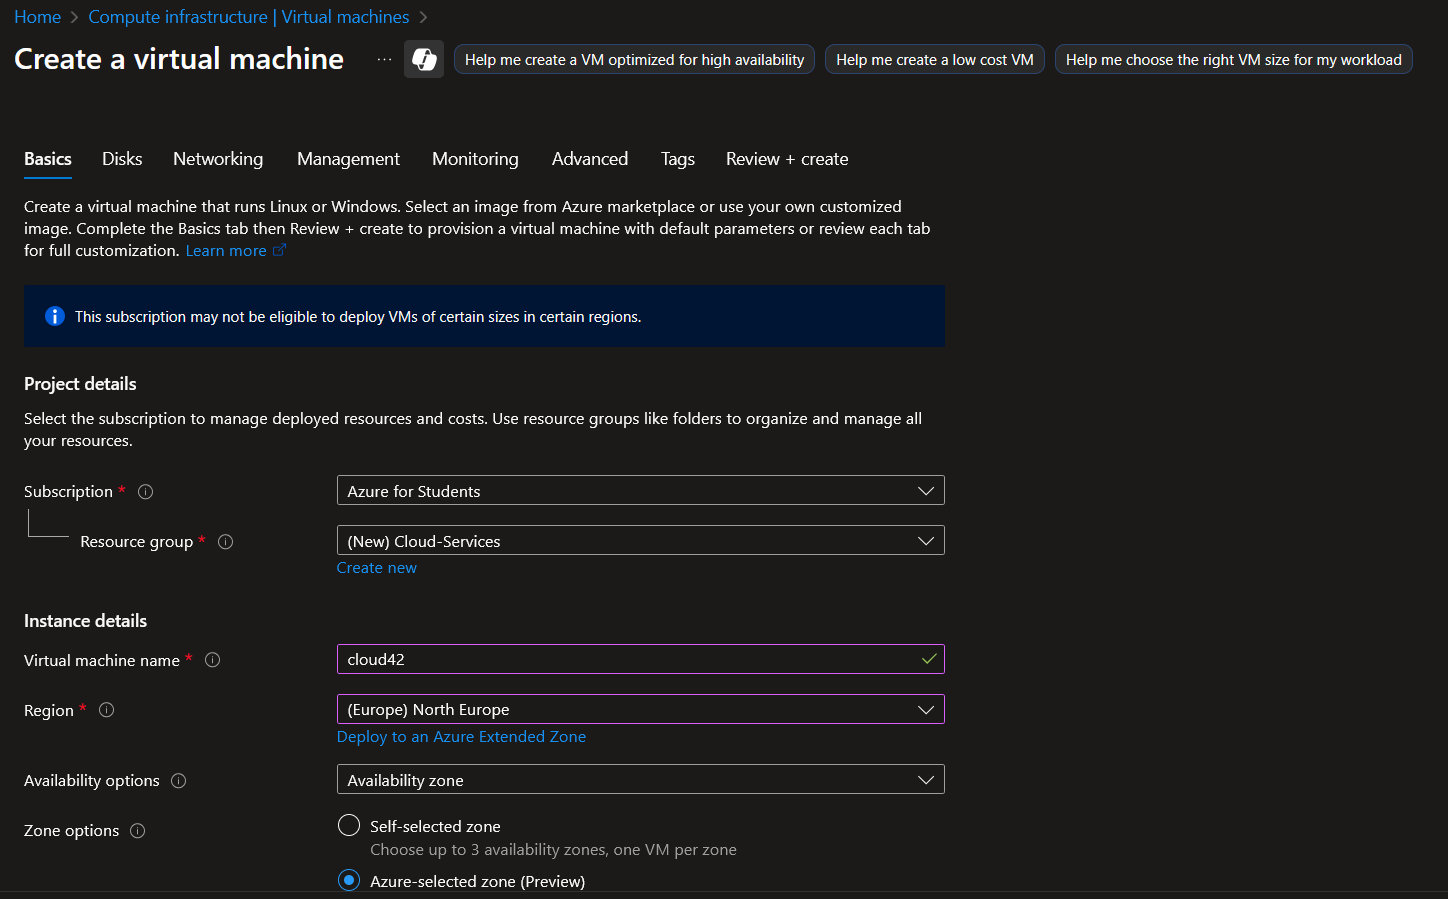 Home > Compute infrastructure | Virtual machines >
Create a virtual machine ... Help me create a VM optimized for high availability Help me create a low cost VM Help me choose the right VM size for my workload
Basics Disks Networking Management Monitoring Advanced Tags Review + create
Create a virtual machine that runs Linux or Windows. Select an image from Azure marketplace or use your own customized
image. Complete the Basics tab then Review + create to provision a virtual machine with default parameters or review each tab
for full customization. Learn more
This subscription may not be eligible to deploy VMs of certain sizes in certain regions.
Project details
Select the subscription to manage deployed resources and costs. Use resource groups like folders to organize and manage all
your resources.
Subscription * Azure for Students
Resource group * (New) Cloud-Services
Create new
Instance details
Virtual machine name * cloud42
Region * (Europe) North Europe
Deploy to an Azure Extended Zone
Availability options Availability zone
Zone options Self-selected zone
Choose up to 3 availability zones, one VM per zone
Azure-selected zone (Preview)